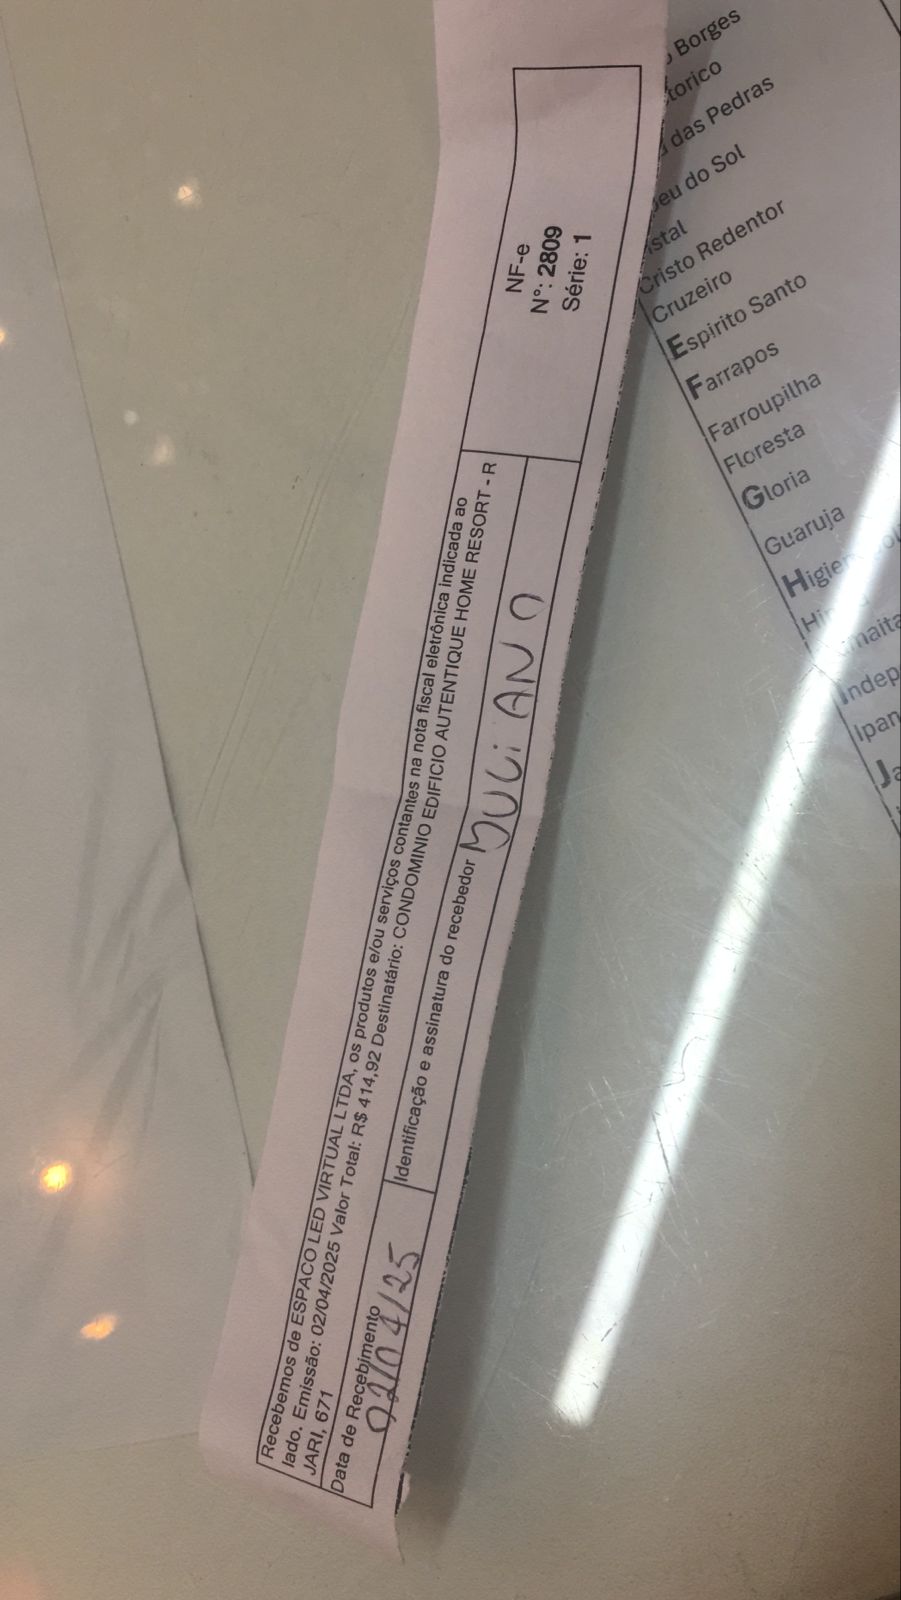 Recebemos de ESPACO LED VIRTUAL LTDA, os produtos e/ou serviços contantes na nota fiscal eletrônica indicada ao
lado. Emissão: 02/04/2025 Valor Total: R$ 414,92 Destinatário: CONDOMINIO EDIFICIO AUTENTIQUE HOME RESORT - R
JARI, 671
Data de Recebimento
02/04/25
Identificação e assinatura do recebedor
NF-e
N°: 2809
Série: 1
Borges
das Pedras
do Sol
Cristo Redentor
Cruzeiro
Espirito Santo
Farrapos
Farroupilha
Floresta
Gloria
Guaruja